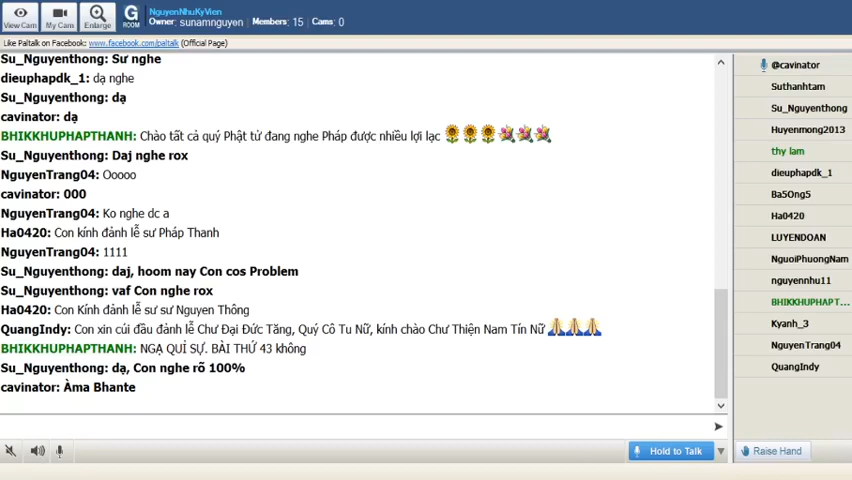 View Cam
My Cam
Enlarge
G
ROOM
NguyenNhuKyVien
Owner: sunamnguyen Members: 15 Cams: 0
Like Paltalk on Facebook: www.facebook.com/paltalk (Official Page)
Su_Nguyenthong: Sư nghe
dieuphapdk_1: dạ nghe
Su_Nguyenthong: dạ
cavinator: dạ
BHIKKHUPHAPTHANH: Chào tất cả quý Phật tử đang nghe Pháp được nhiều lợi lạc
Su_Nguyenthong: Daj nghe rox
NguyenTrang04: Ooooo
cavinator: 000
NguyenTrang04: Ko nghe dc a
Ha0420: Con kính đảnh lễ sư Pháp Thanh
NguyenTrang04: 1111
Su_Nguyenthong: daj, hoom nay Con cos Problem
Su_Nguyenthong: vaf Con nghe rox
Ha0420: Con Kính đảnh lễ sư sư Nguyen Thông
QuangIndy: Con xin cúi đầu đảnh lễ Chư Đại Đức Tăng, Quý Cô Tu Nữ, kính chào Chư Thiện Nam Tín Nữ
BHIKKHUPHAPTHANH: NGẠ QUỈ SỰ. BÀI THỨ 43 không
Su_Nguyenthong: dạ, Con nghe rõ 100%
cavinator: Àma Bhante
@cavinator
Suthanhtam
Su_Nguyenthong
Huyenmong2013
thy lam
dieuphapdk_1
Ba5Ong5
Ha0420
LUYENDOAN
NguoiPhuongNam
nguyennhu11
BHIKKHUPHAPT...
Kyanh_3
NguyenTrang04
QuangIndy
Hold to Talk
Raise Hand